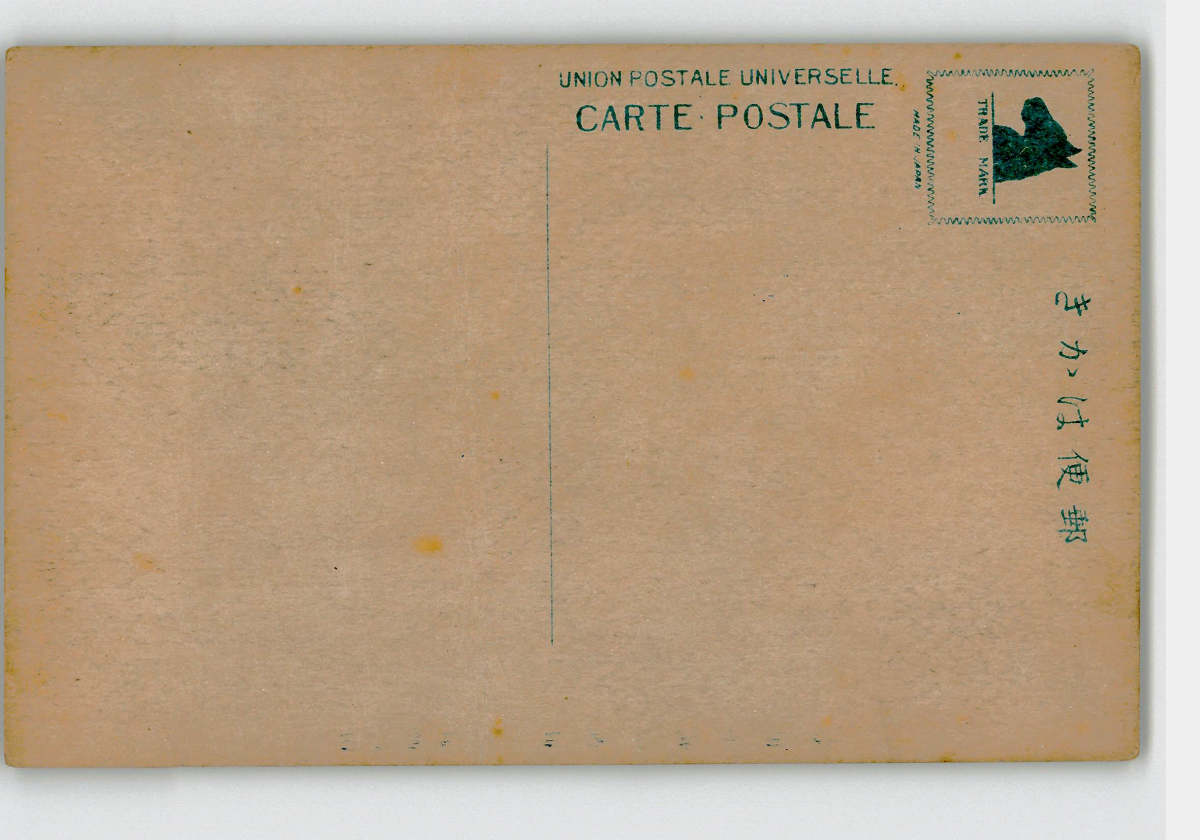 UNION POSTALE UNIVERSELLE.
CARTE POSTALE
TRADE MARK
MADE IN JAPAN
郵便はかき